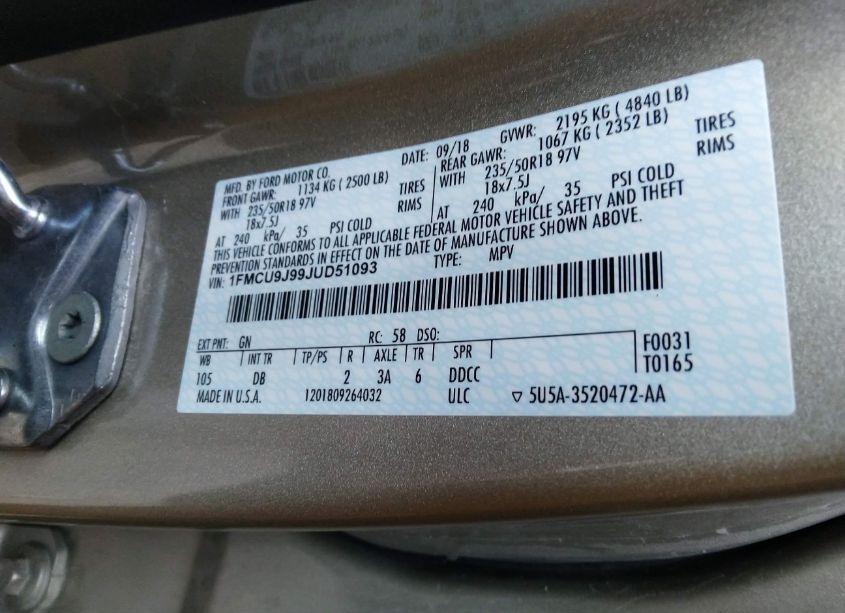 MFD. BY FORD MOTOR CO. DATE: 09/18 GVWR: 2195 KG ( 4840 LB)
FRONT GAWR: 1134 KG ( 2500 LB) REAR GAWR: 1067 KG ( 2352 LB)
WITH 235/50R18 97V TIRES WITH 235/50R18 97V TIRES
18x7.5J RIMS 18x7.5J RIMS
AT 240 kPa/ 35 PSI COLD AT 240 kPa/ 35 PSI COLD
THIS VEHICLE CONFORMS TO ALL APPLICABLE FEDERAL MOTOR VEHICLE SAFETY AND THEFT
PREVENTION STANDARDS IN EFFECT ON THE DATE OF MANUFACTURE SHOWN ABOVE.
VIN: 1FMCU9J99JUD51093 TYPE: MPV
EXT PNT: GN RC: 58 DSO: F0031
WB INT TR TP/PS R AXLE TR SPR T0165
105 DB 2 3A 6 DDCC
MADE IN U.S.A. 1201809264032 ULC ▽ 5U5A-3520472-AA